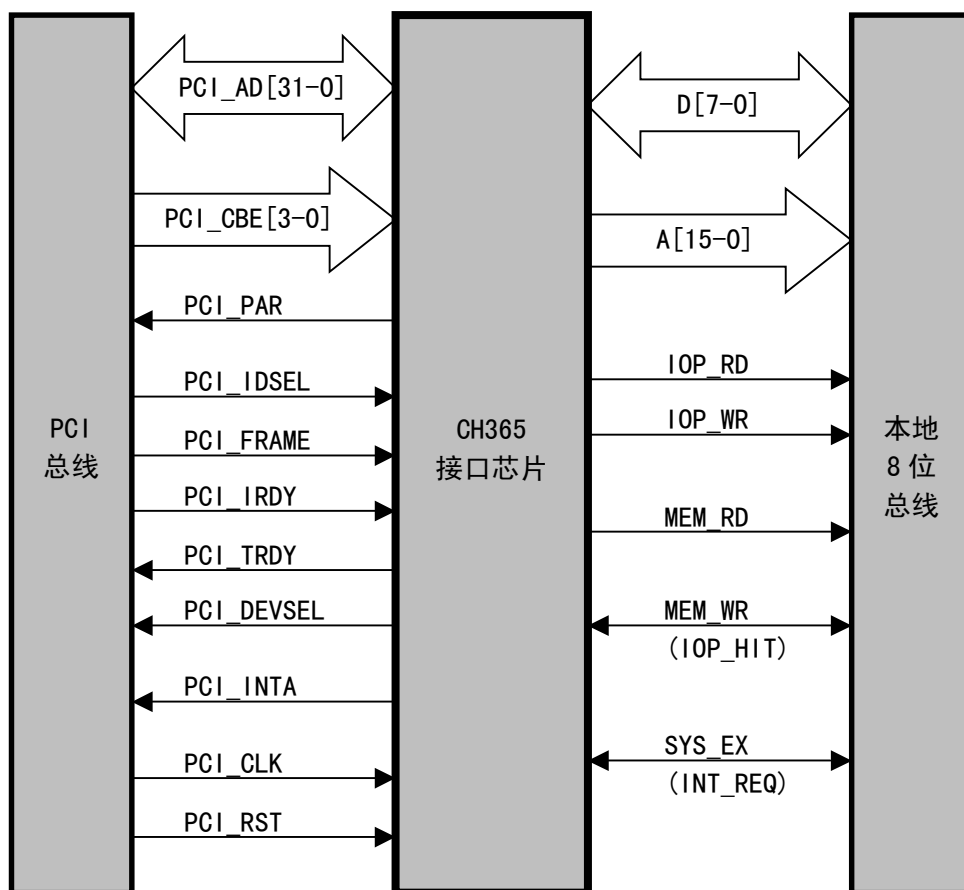 PCI_AD[31-0]
PCI_CBE[3-0]
PCI_PAR
PCI_IDSEL
PCI_FRAME
PCI_IRDY
PCI_TRDY
PCI_DEVSEL
PCI_INTA
PCI_CLK
PCI_RST
PCI
总线
CH365
接口芯片
D[7-0]
A[15-0]
IOP_RD
IOP_WR
MEM_RD
MEM_WR
(IOP_HIT)
SYS_EX
(INT_REQ)
本地
8 位
总线